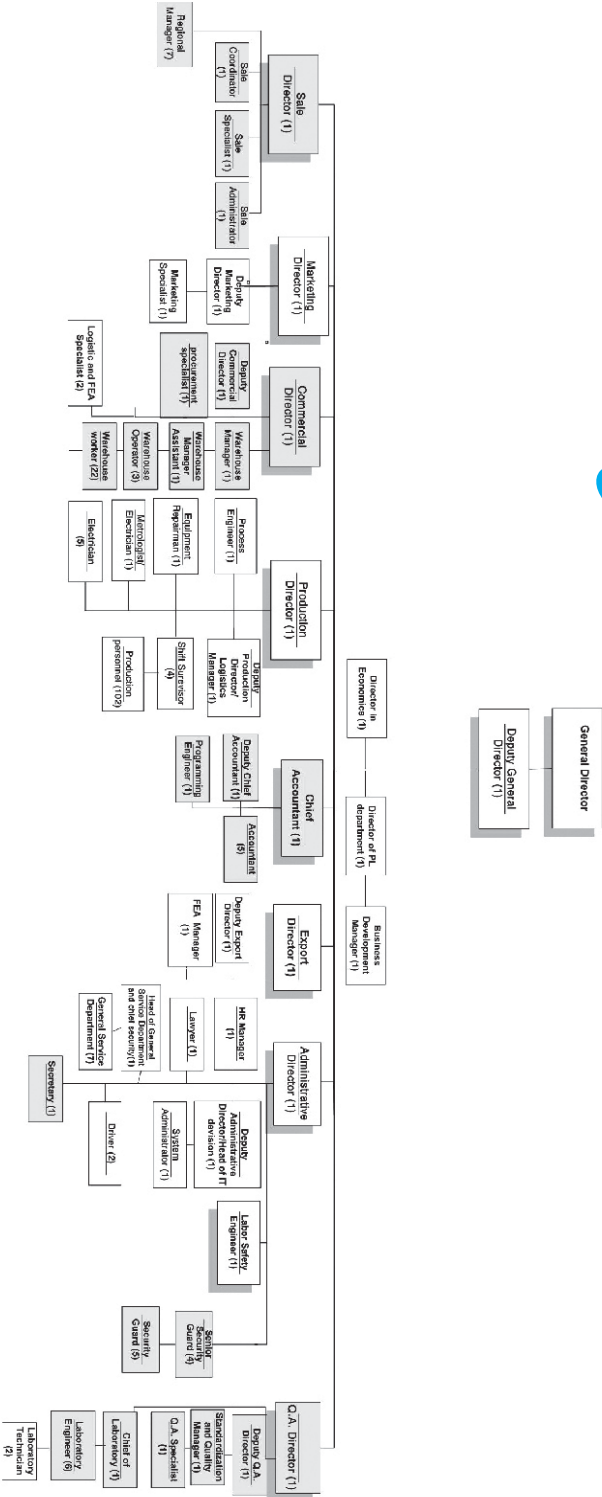 General Director
Deputy General
Director (1)
Director in
Economics (1)
Director of PL
department (1)
Business
Development
Manager (1)
Sale
Director (1)
Regional
Manager (7)
Sale
Coordinator
(1)
Sale
Specialist (1)
Sale
Administrator
(1)
Marketing
Director (1)
Deputy
Marketing
Director (1)
Marketing
Specialist (1)
Commercial
Director (1)
Deputy
Commercial
Director (1)
procurement
specialist (1)
Logistic and FEA
Specialist (2)
Warehouse
Manager (1)
Warehouse
Manager
Assistant (1)
Warehouse
Operator (3)
Warehouse
worker (22)
Production
Director (1)
Process
Engineer (1)
Equipment
Repairman (1)
Metrologist/
Electrician (1)
Electrician
(5)
Deputy
Production
Director/
Logistics
Manager (1)
Shift Surevisor
(4)
Production
personnel (102)
Chief
Accountant (1)
Deputy Chief
Accountant (1)
Programming
Engineer (1)
Accountant
(5)
Export
Director (1)
Deputy Export
Director (1)
FEA Manager
(1)
Administrative
Director (1)
HR Manager
(1)
Lawyer (1)
Head of General
Service Department
and chief security(1)
General Service
Department (7)
Secretary (1)
Deputy
Administrative
Director/Head of IT
devision (1)
System
Administrator (1)
Driver (2)
Labor Safety
Engineer (1)
Senior
Security
Guard (4)
Security
Guard (5)
Q.A. Director (1)
Deputy Q.A.
Director (1)
Standardization
and Quality
Manager (1)
Q.A. Specialist
(1)
Chief of
Laboratory (1)
Laboratory
Engineer (6)
Laboratory
Technician
(2)